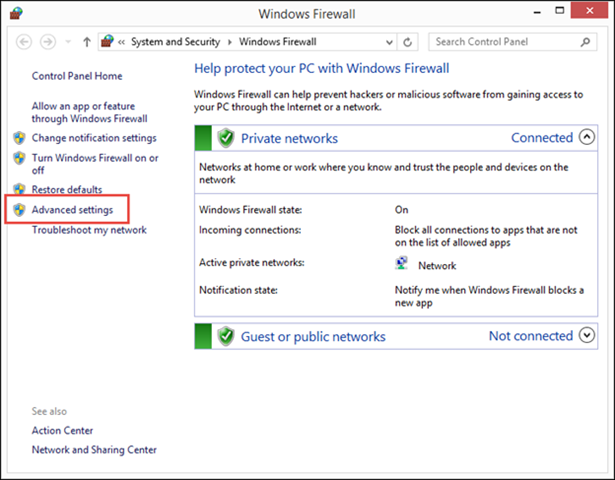 Windows Firewall
« System and Security ▸ Windows Firewall
Search Control Panel
Control Panel Home
Allow an app or feature
through Windows Firewall
Change notification settings
Turn Windows Firewall on or
off
Restore defaults
Advanced settings
Troubleshoot my network
See also
Action Center
Network and Sharing Center
Help protect your PC with Windows Firewall
Windows Firewall can help prevent hackers or malicious software from gaining access to
your PC through the Internet or a network.
Private networks Connected
Networks at home or work where you know and trust the people and devices on the
network
Windows Firewall state: On
Incoming connections: Block all connections to apps that are not
on the list of allowed apps
Active private networks: Network
Notification state: Notify me when Windows Firewall blocks a
new app
Guest or public networks Not connected